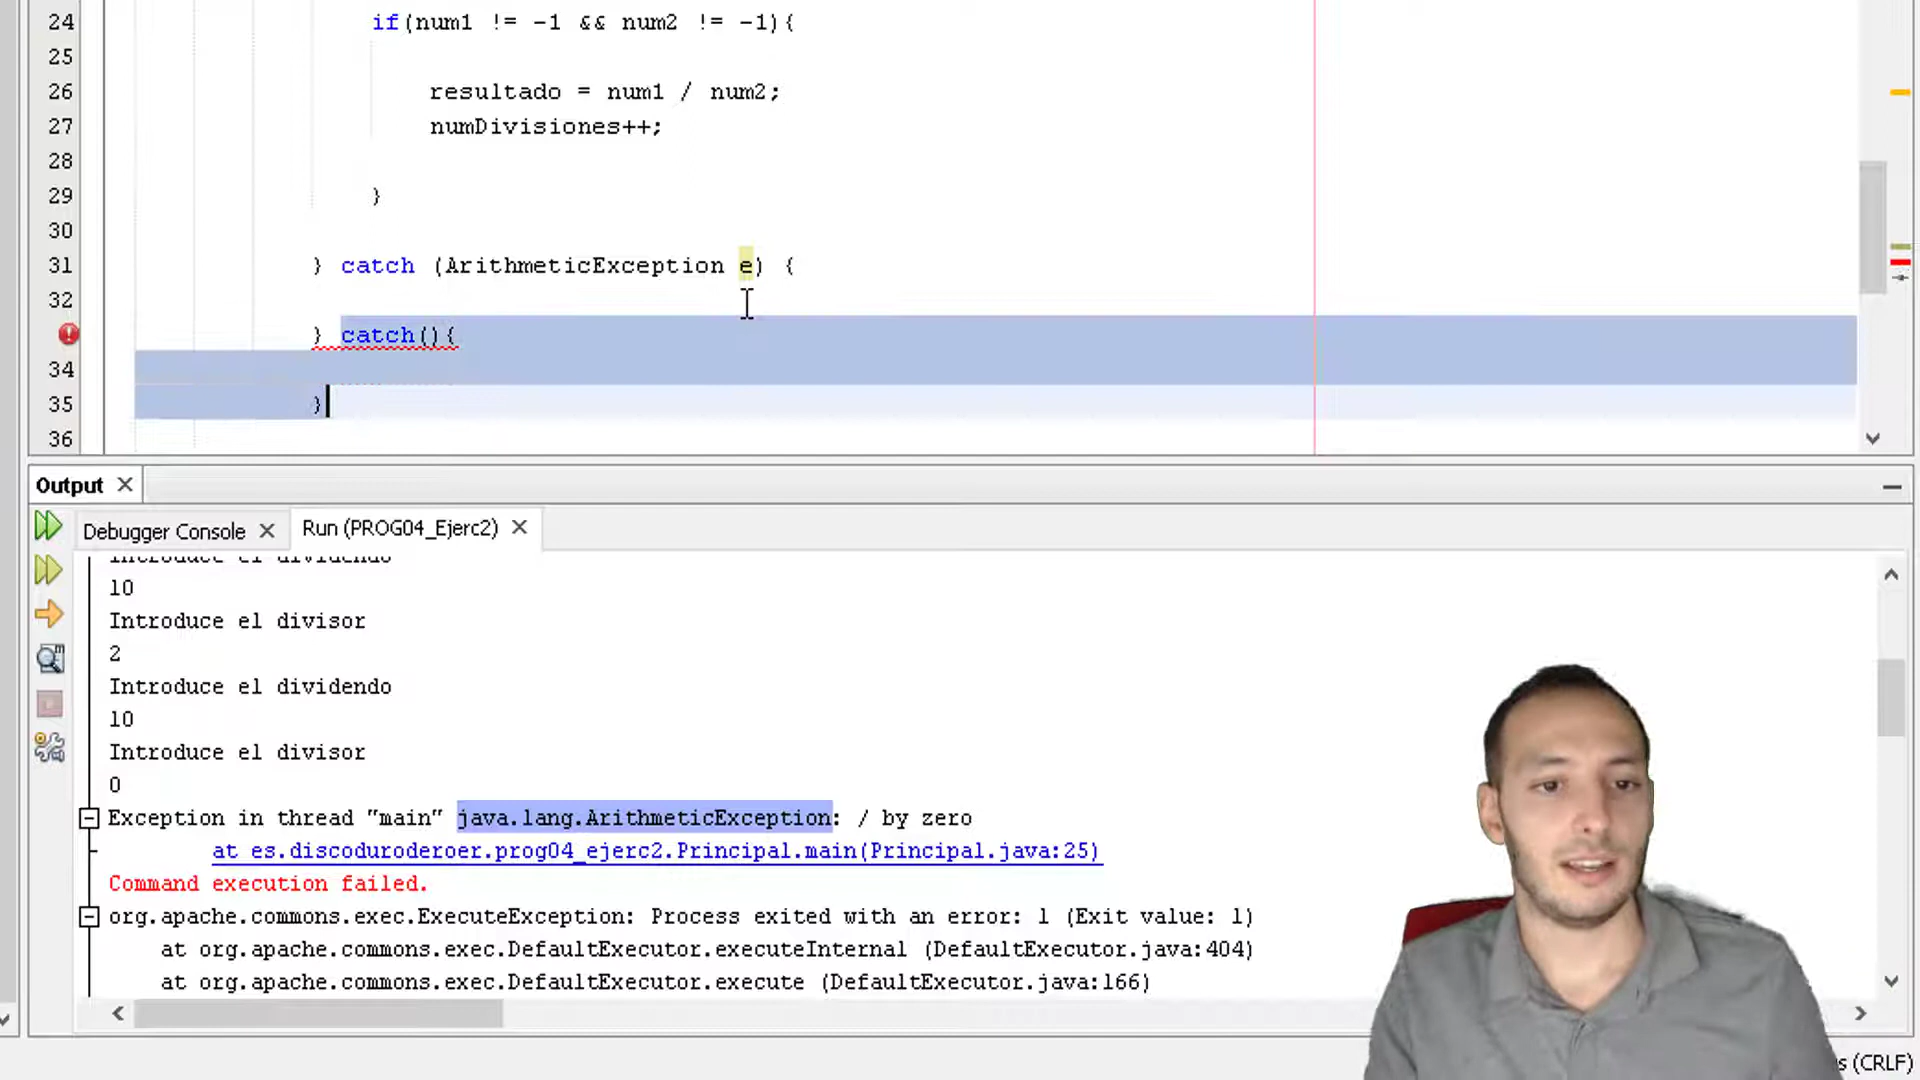 24 if(num1 != -1 && num2 != -1){
25
26 resultado = num1 / num2;
27 numDivisiones++;
28
29 }
30
31 } catch (ArithmeticException e) {
32
} catch(){
34
35 }
36
Output
Debugger Console Run (PROG04_Ejerc2)
Introduce el dividendo
10
Introduce el divisor
2
Introduce el dividendo
10
Introduce el divisor
0
Exception in thread "main" java.lang.ArithmeticException: / by zero
at es.discoduroderoer.prog04_ejerc2.Principal.main(Principal.java:25)
Command execution failed.
org.apache.commons.exec.ExecuteException: Process exited with an error: 1 (Exit value: 1)
at org.apache.commons.exec.DefaultExecutor.executeInternal (DefaultExecutor.java:404)
at org.apache.commons.exec.DefaultExecutor.execute (DefaultExecutor.java:166)
s (CRLF)